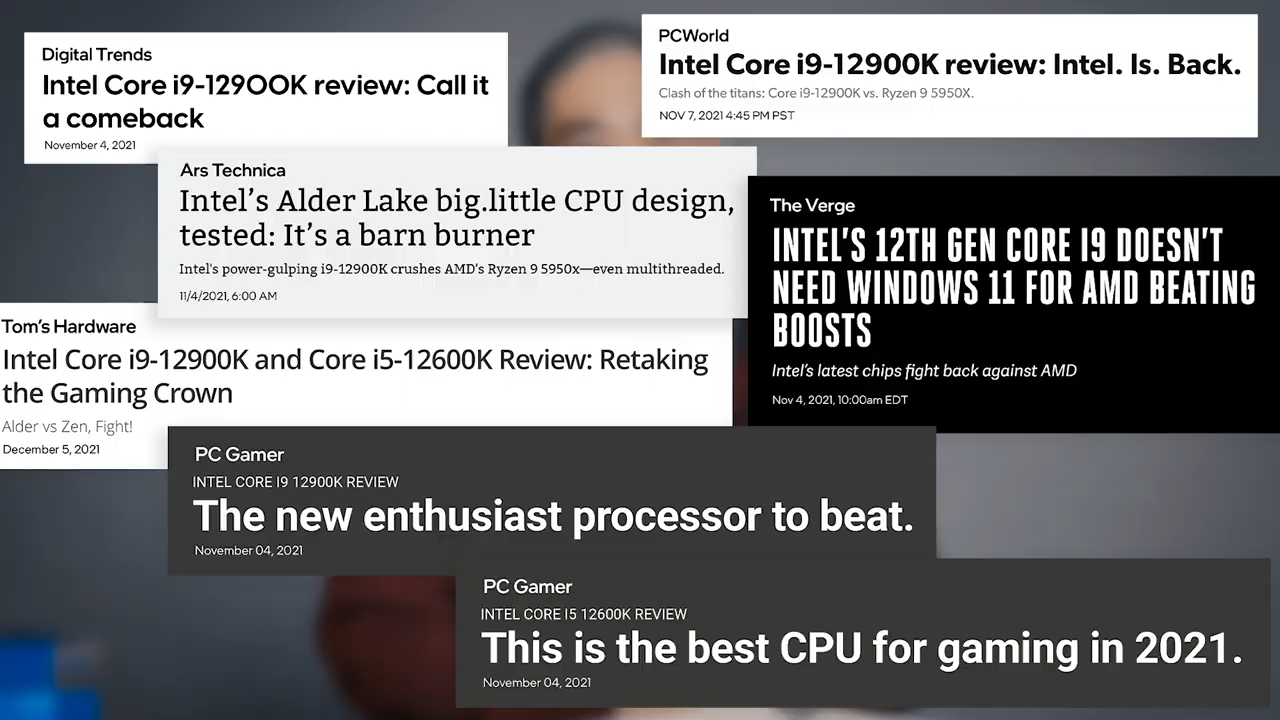 Digital Trends
Intel Core i9-12900K review: Call it
a comeback
November 4, 2021
PCWorld
Intel Core i9-12900K review: Intel. Is. Back.
Clash of the titans: Core i9-12900K vs. Ryzen 9 5950X.
NOV 7, 2021 4:45 PM PST
Ars Technica
Intel's Alder Lake big.little CPU design,
tested: It's a barn burner
Intel's power-gulping i9-12900K crushes AMD's Ryzen 9 5950x—even multithreaded.
11/4/2021, 6:00 AM
The Verge
INTEL'S 12TH GEN CORE I9 DOESN'T
NEED WINDOWS 11 FOR AMD BEATING
BOOSTS
Intel's latest chips fight back against AMD
Nov 4, 2021, 10:00am EDT
Tom's Hardware
Intel Core i9-12900K and Core i5-12600K Review: Retaking
the Gaming Crown
Alder vs Zen, Fight!
December 5, 2021
PC Gamer
INTEL CORE I9 12900K REVIEW
The new enthusiast processor to beat.
November 04, 2021
PC Gamer
INTEL CORE I5 12600K REVIEW
This is the best CPU for gaming in 2021.
November 04, 2021